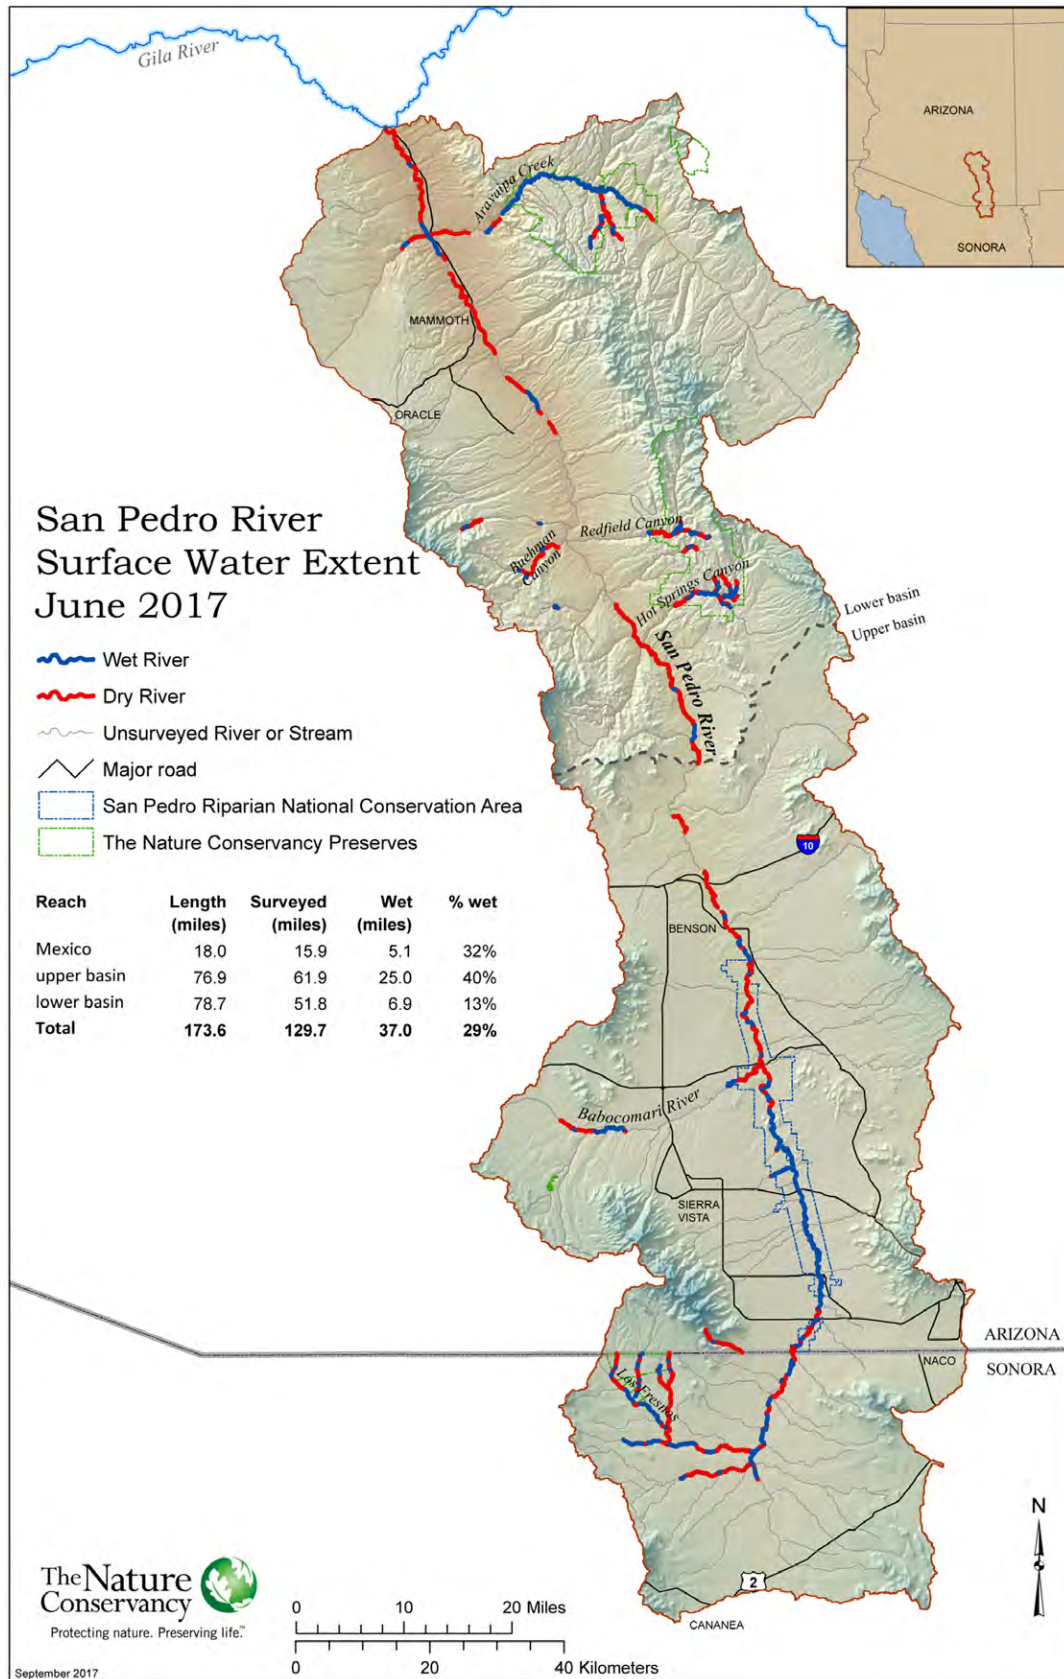 Gila River
ARIZONA
SONORA
Aravaipa Creek
MAMMOTH
ORACLE
San Pedro River
Surface Water Extent
June 2017
Redfield Canyon
Buehman
Canyon
Hot Springs Canyon
Lower basin
Upper basin
San Pedro River
Wet River
Dry River
Unsurveyed River or Stream
Major road
San Pedro Riparian National Conservation Area
The Nature Conservancy Preserves
10
Reach Length (miles) Surveyed (miles) Wet (miles) % wet
Mexico 18.0 15.9 5.1 32%
upper basin 76.9 61.9 25.0 40%
lower basin 78.7 51.8 6.9 13%
Total 173.6 129.7 37.0 29%
BENSON
Babocomari River
SIERRA
VISTA
ARIZONA
SONORA
NACO
Los Fresnos
N
2
CANANEA
The Nature
Conservancy
Protecting nature. Preserving life.™
0 10 20 Miles
0 20 40 Kilometers
September 2017